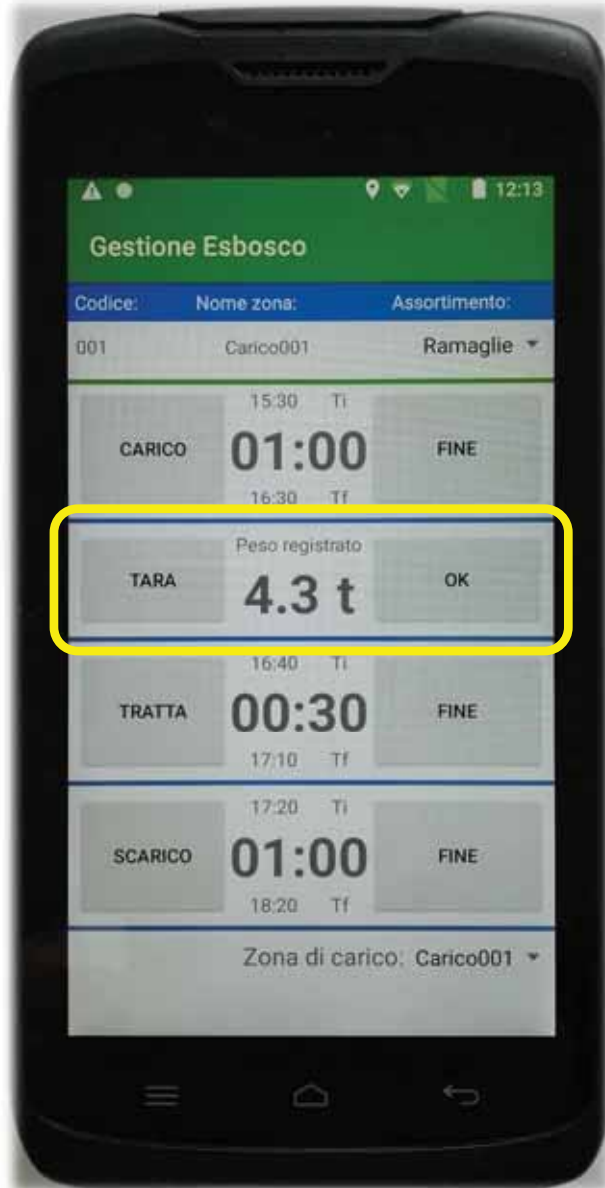 12:13
Gestione Esbosco
Codice: Nome zona: Assortimento:
001 Carico001 Ramaglie
15:30 Ti
CARICO 01:00 FINE
16:30 Tf
Peso registrato
TARA 4.3 t OK
16:40 Ti
TRATTA 00:30 FINE
17:10 Tf
17:20 Ti
SCARICO 01:00 FINE
18:20 Tf
Zona di carico: Carico001